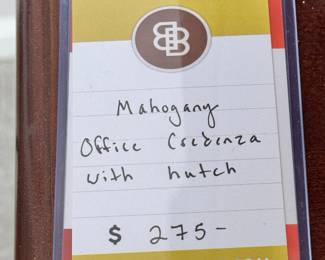 Mahogany
Office Credenza
with hutch
$ 275-